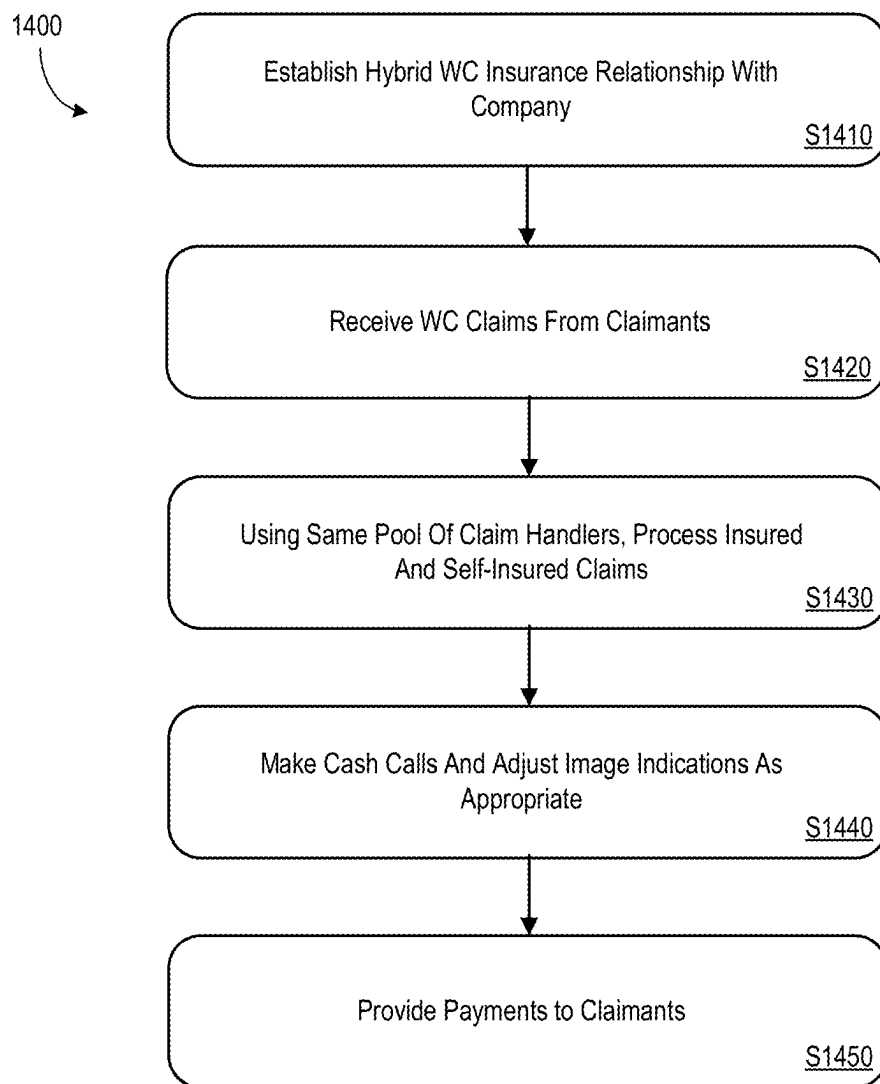 1400
Establish Hybrid WC Insurance Relationship With
Company
S1410
Receive WC Claims From Claimants
S1420
Using Same Pool Of Claim Handlers, Process Insured
And Self-Insured Claims
S1430
Make Cash Calls And Adjust Image Indications As
Appropriate
S1440
Provide Payments to Claimants
S1450